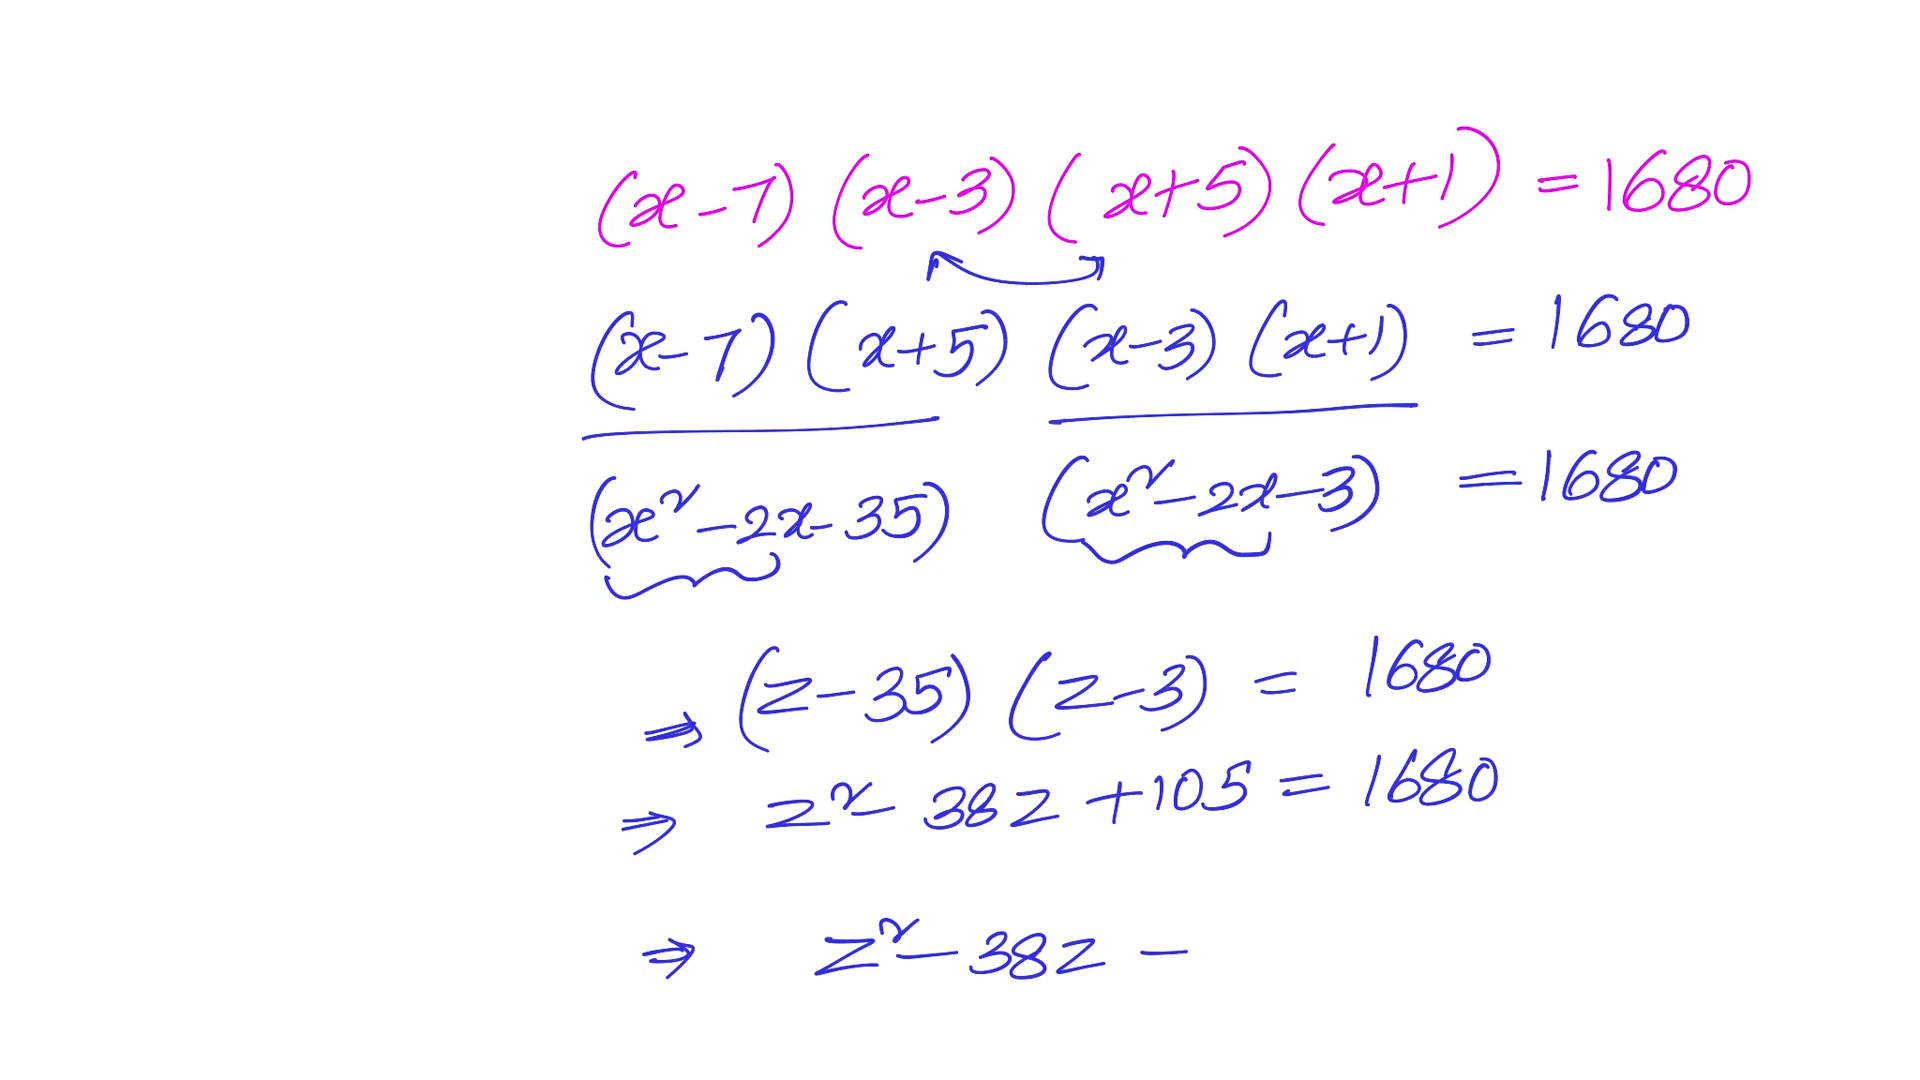 (x-7) (x-3) (x+5) (x+1) = 1680
(x-7) (x+5) (x-3) (x+1) = 1680
(x²-2x-35) (x²-2x-3) = 1680
⇒ (z-35) (z-3) = 1680
⇒ z²-38z+105 = 1680
⇒ z²-38z-